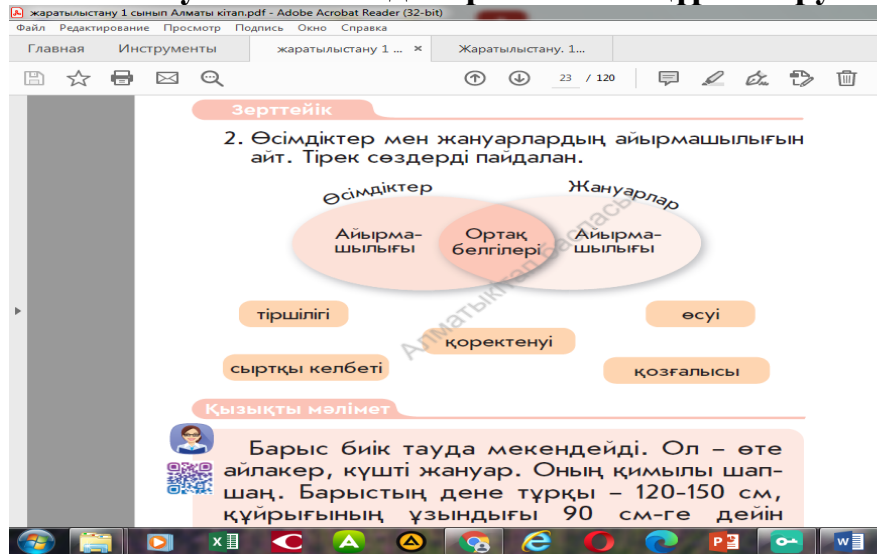 жаратылыстану 1 сынып Алматы кітап.pdf - Adobe Acrobat Reader (32-bit)
Файл Редактирование Просмотр Подпись Окно Справка
Главная Инструменты жаратылыстану 1 ... × Жаратылыстану. 1...
23 / 120
Зерттейік
2. Өсімдіктер мен жануарлардың айырмашылығын
айт. Тірек сөздерді пайдалан.
Өсімдіктер Жануарлар
Айырма- Ортақ Айырма-
шылығы белгілері шылығы
Алматыкітап баспасы
тіршілігі өсуі
қоректенуі
сыртқы келбеті қозғалысы
Қызықты мәлімет
Барыс биік тауда мекендейді. Ол – өте
айлакер, күшті жануар. Оның қимылы шап-
шаң. Барыстың дене тұрқы – 120-150 см,
құйрығының ұзындығы 90 см-ге дейін